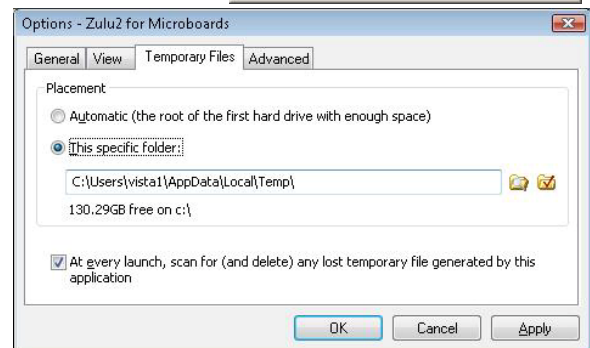 Options - Zulu2 for Microboards
General View Temporary Files Advanced
Placement
Automatic (the root of the first hard drive with enough space)
This specific folder:
C:\Users\vista1\AppData\Local\Temp\
130.29GB free on c:\
At every launch, scan for (and delete) any lost temporary file generated by this
application
OK Cancel Apply